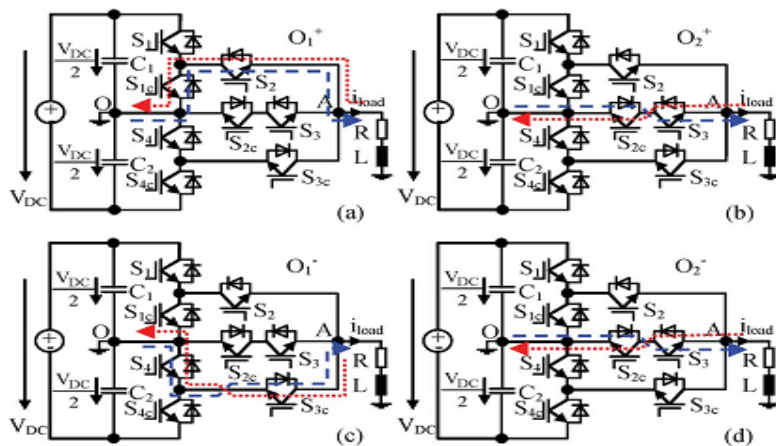 S1
O1+
VDC
2
C1
S1c
S2
O
A
iload
S4
S2c
S3
R
VDC
2
C2
L
S4c
S3c
VDC
(a)
S1
O2+
VDC
2
C1
S1c
S2
O
A
iload
S4
S2c
S3
R
VDC
2
C2
L
S4c
S3c
VDC
(b)
S1
O1-
VDC
2
C1
S1c
S2
O
A
iload
S4
S2c
S3
R
VDC
2
C2
L
S4c
S3c
VDC
(c)
S1
O2-
VDC
2
C1
S1c
S2
O
A
iload
S4
S2c
S3
R
VDC
2
C2
L
S4c
S3c
VDC
(d)